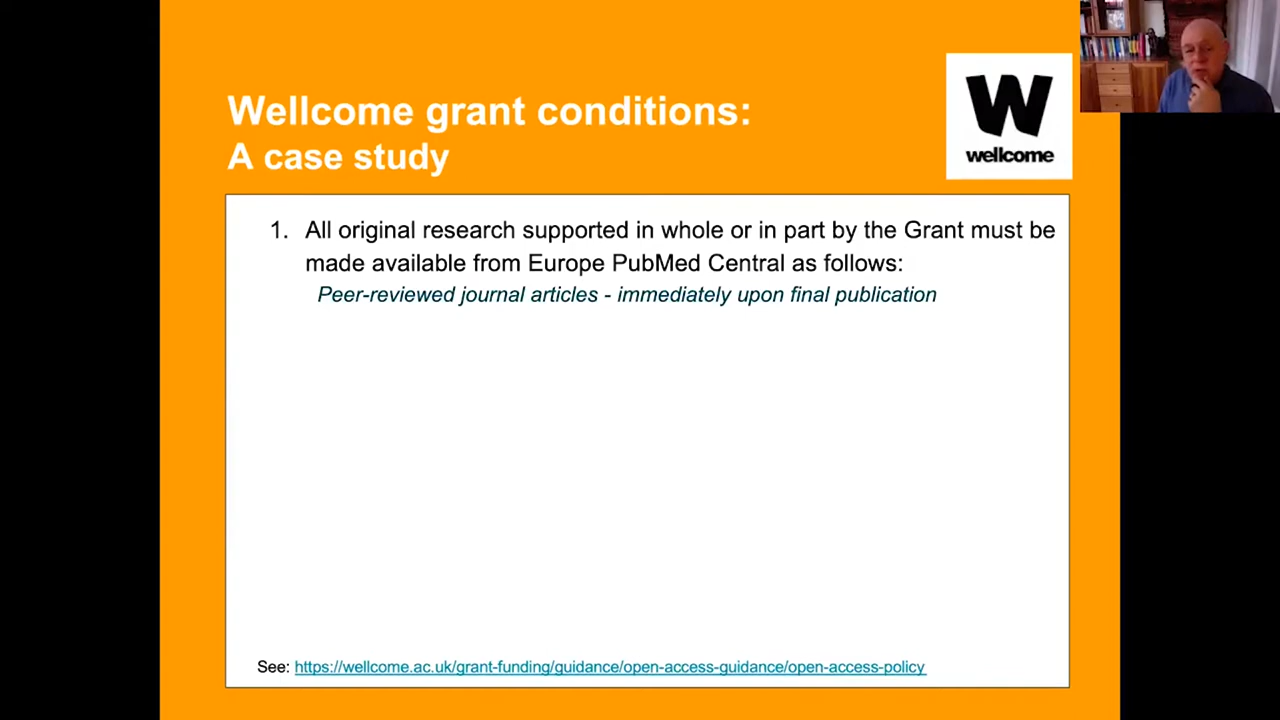 Wellcome grant conditions:
A case study
W
wellcome
1. All original research supported in whole or in part by the Grant must be
made available from Europe PubMed Central as follows:
Peer-reviewed journal articles - immediately upon final publication
See: https://wellcome.ac.uk/grant-funding/guidance/open-access-guidance/open-access-policy